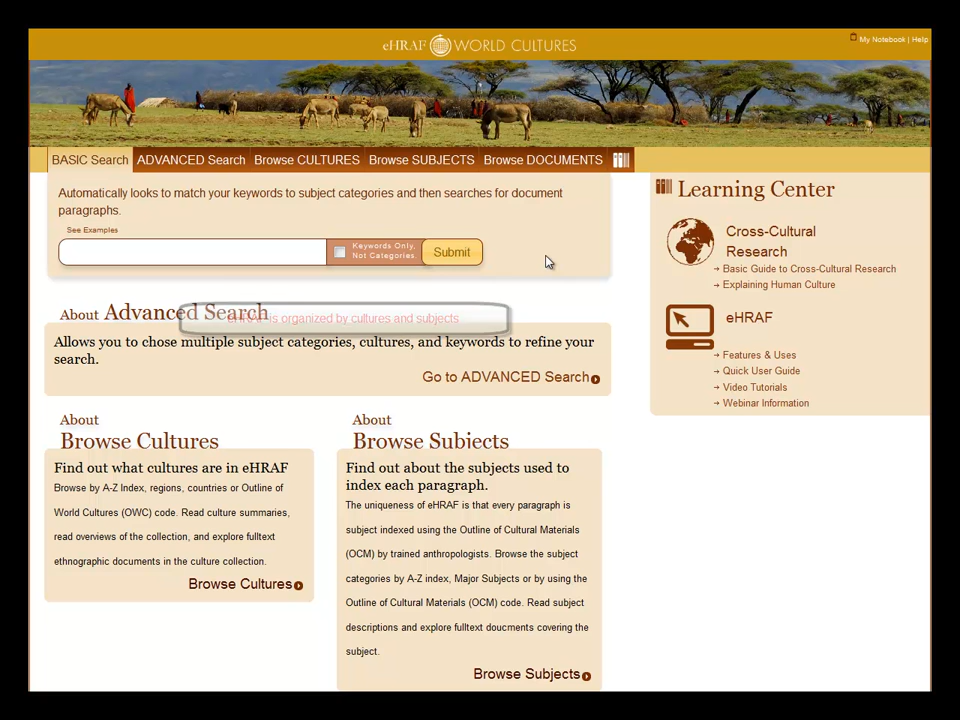 eHRAF WORLD CULTURES
My Notebook | Help
BASIC Search ADVANCED Search Browse CULTURES Browse SUBJECTS Browse DOCUMENTS
Automatically looks to match your keywords to subject categories and then searches for document
paragraphs.
See Examples
Keywords Only,
Not Categories.
Submit
About Advanced Search
eHRAF is organized by cultures and subjects
Allows you to chose multiple subject categories, cultures, and keywords to refine your
search.
Go to ADVANCED Search
About
Browse Cultures
Find out what cultures are in eHRAF
Browse by A-Z Index, regions, countries or Outline of
World Cultures (OWC) code. Read culture summaries,
read overviews of the collection, and explore fulltext
ethnographic documents in the culture collection.
Browse Cultures
About
Browse Subjects
Find out about the subjects used to
index each paragraph.
The uniqueness of eHRAF is that every paragraph is
subject indexed using the Outline of Cultural Materials
(OCM) by trained anthropologists. Browse the subject
categories by A-Z index, Major Subjects or by using the
Outline of Cultural Materials (OCM) code. Read subject
descriptions and explore fulltext doucments covering the
subject.
Browse Subjects
Learning Center
Cross-Cultural
Research
Basic Guide to Cross-Cultural Research
Explaining Human Culture
eHRAF
Features & Uses
Quick User Guide
Video Tutorials
Webinar Information